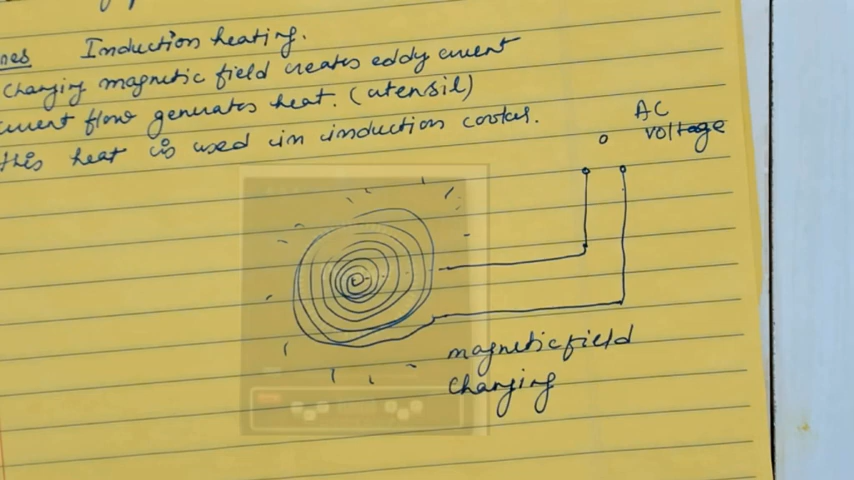 Induction heating.
Changing magnetic field creates eddy current
current flow generates heat. (utensil)
this heat is used in induction cooker.
AC
voltage
magnetic field
changing